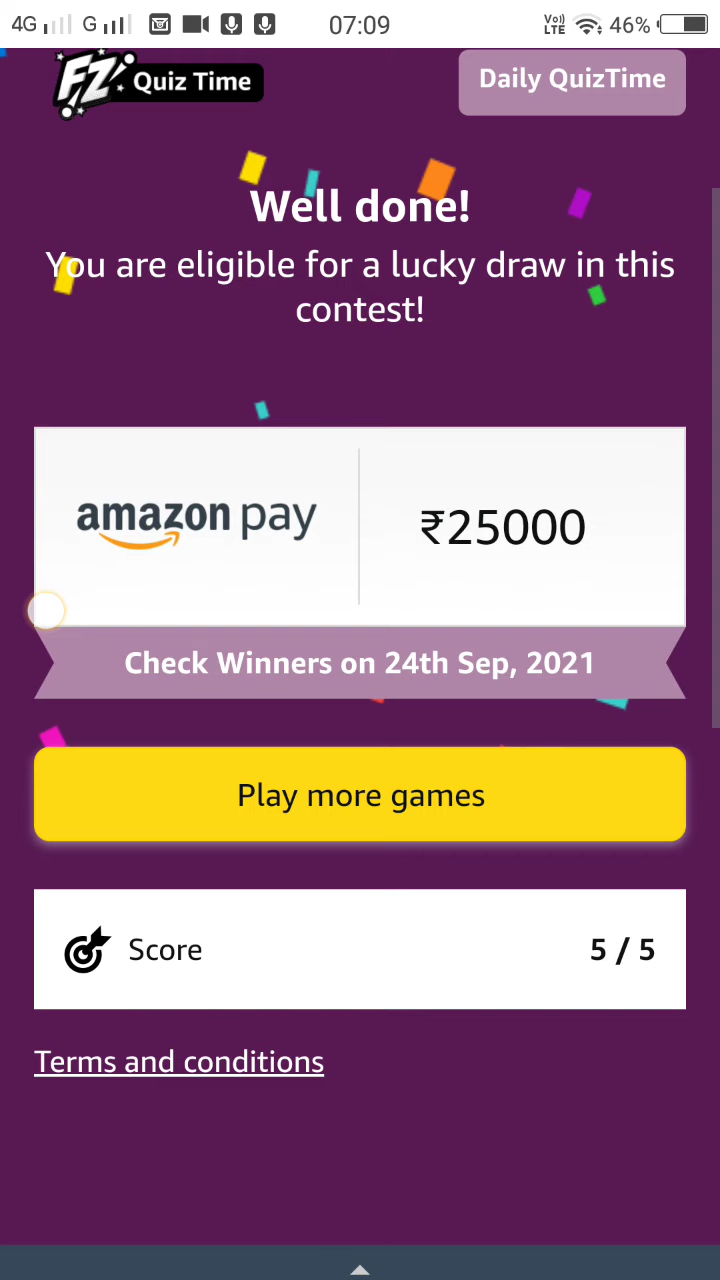 4G G 07:09 Vo) LTE 46%
FZ Quiz Time
Daily QuizTime
Well done!
You are eligible for a lucky draw in this
contest!
amazon pay ₹25000
Check Winners on 24th Sep, 2021
Play more games
Score 5 / 5
Terms and conditions